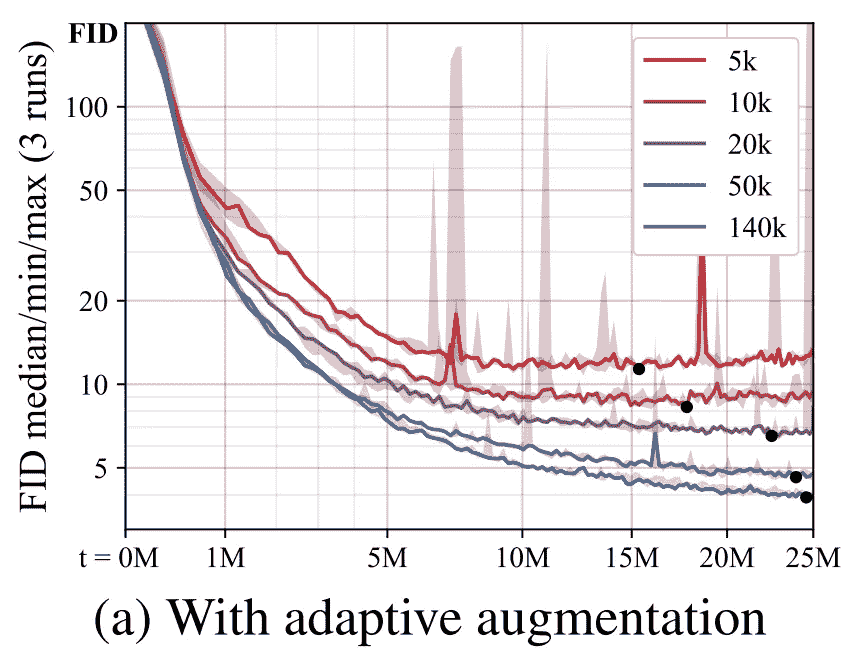 FID
FID median/min/max (3 runs)
100
50
20
10
5
5k
10k
20k
50k
140k
t = 0M 1M 5M 10M 15M 20M 25M
(a) With adaptive augmentation